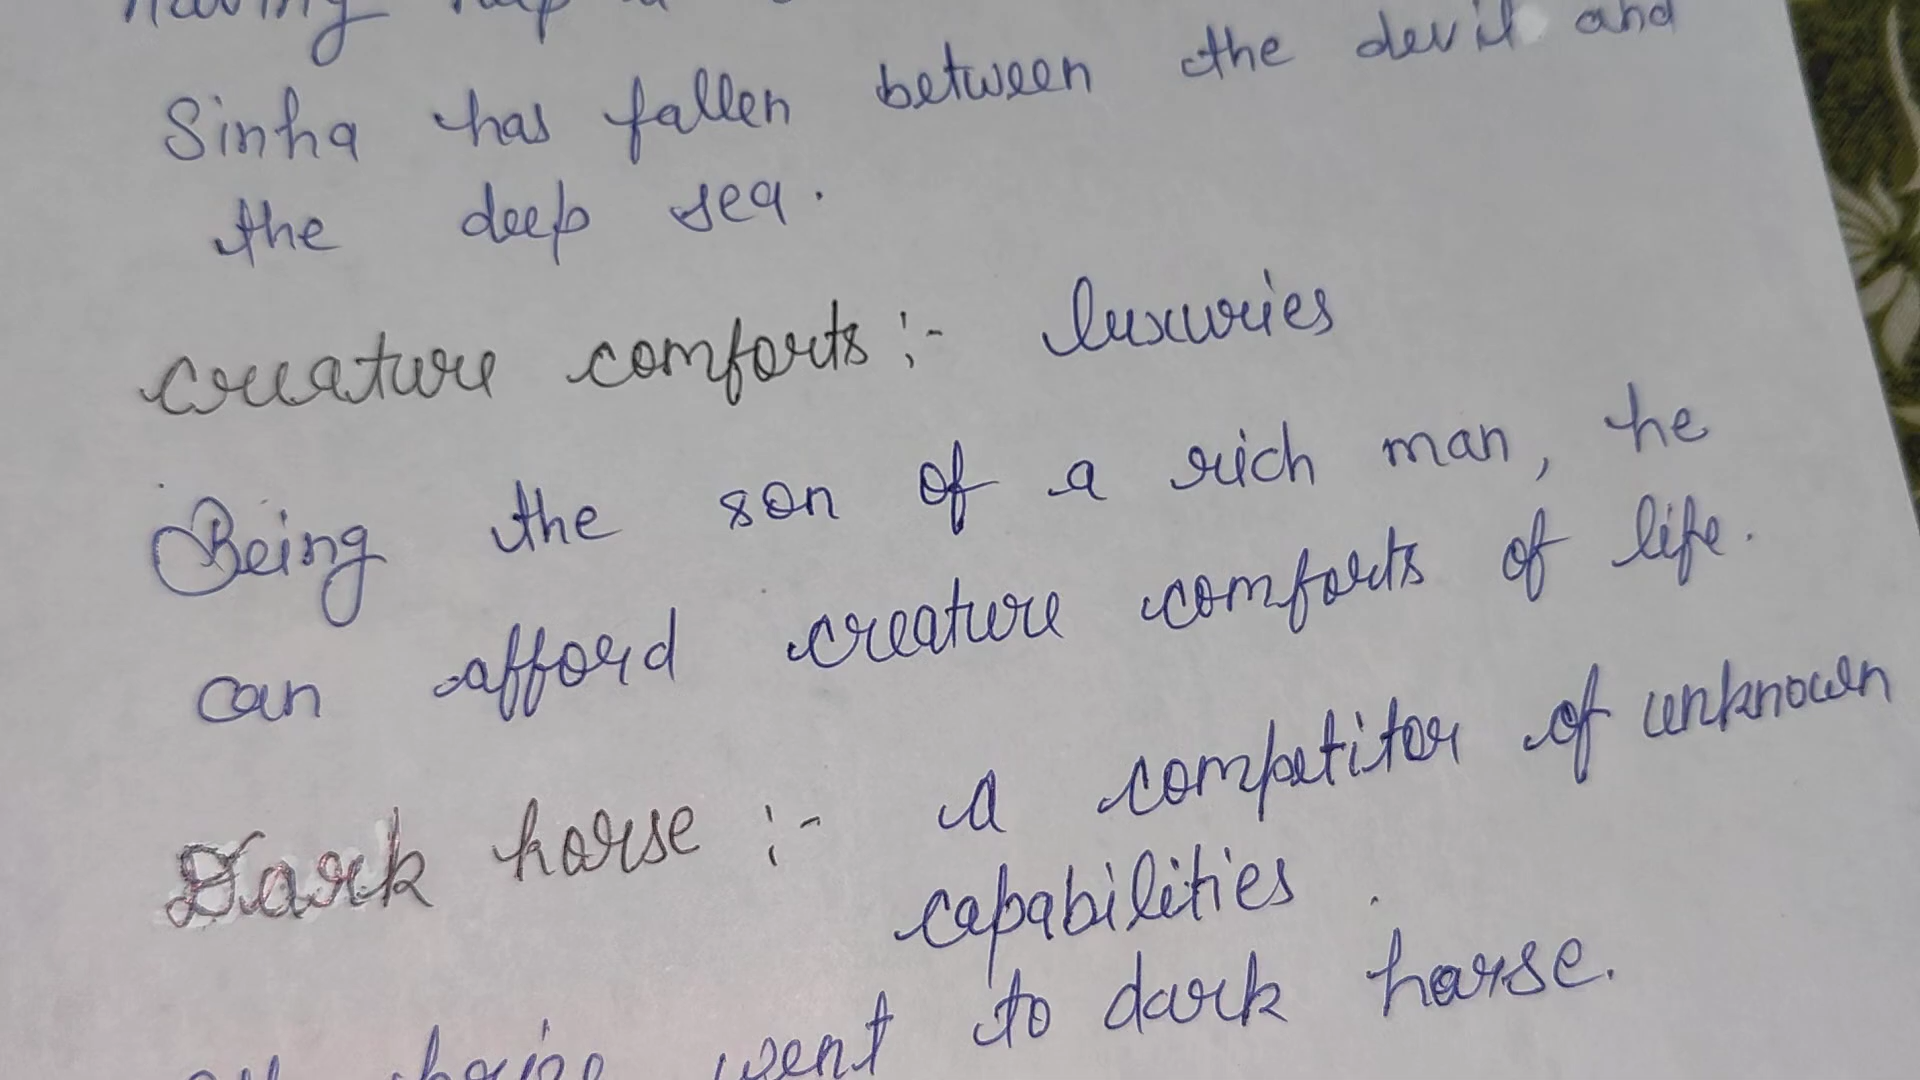 having
Sinha has fallen between the devil and
the deep sea.
creature comforts :- luxuries
Being the son of a rich man, he
can afford creature comforts of life.
Dark horse :- a competitor of unknown
capabilities.
went to dark horse.